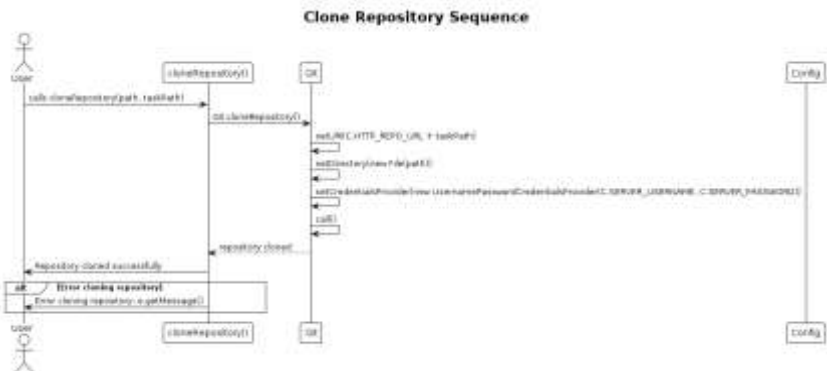 Clone Repository Sequence
User
cloneRepository()
Git
Config
calls cloneRepository(path, taskPath)
Git.cloneRepository()
setURI(C.HTTP_REPO_URL + taskPath)
setDirectory(new File(path))
setCredentialsProvider(new UsernamePasswordCredentialsProvider(C.SERVER_USERNAME, C.SERVER_PASSWORD))
call()
repository cloned
Repository cloned successfully
alt [Error cloning repository]
Error cloning repository: e.getMessage()
User
cloneRepository()
Git
Config